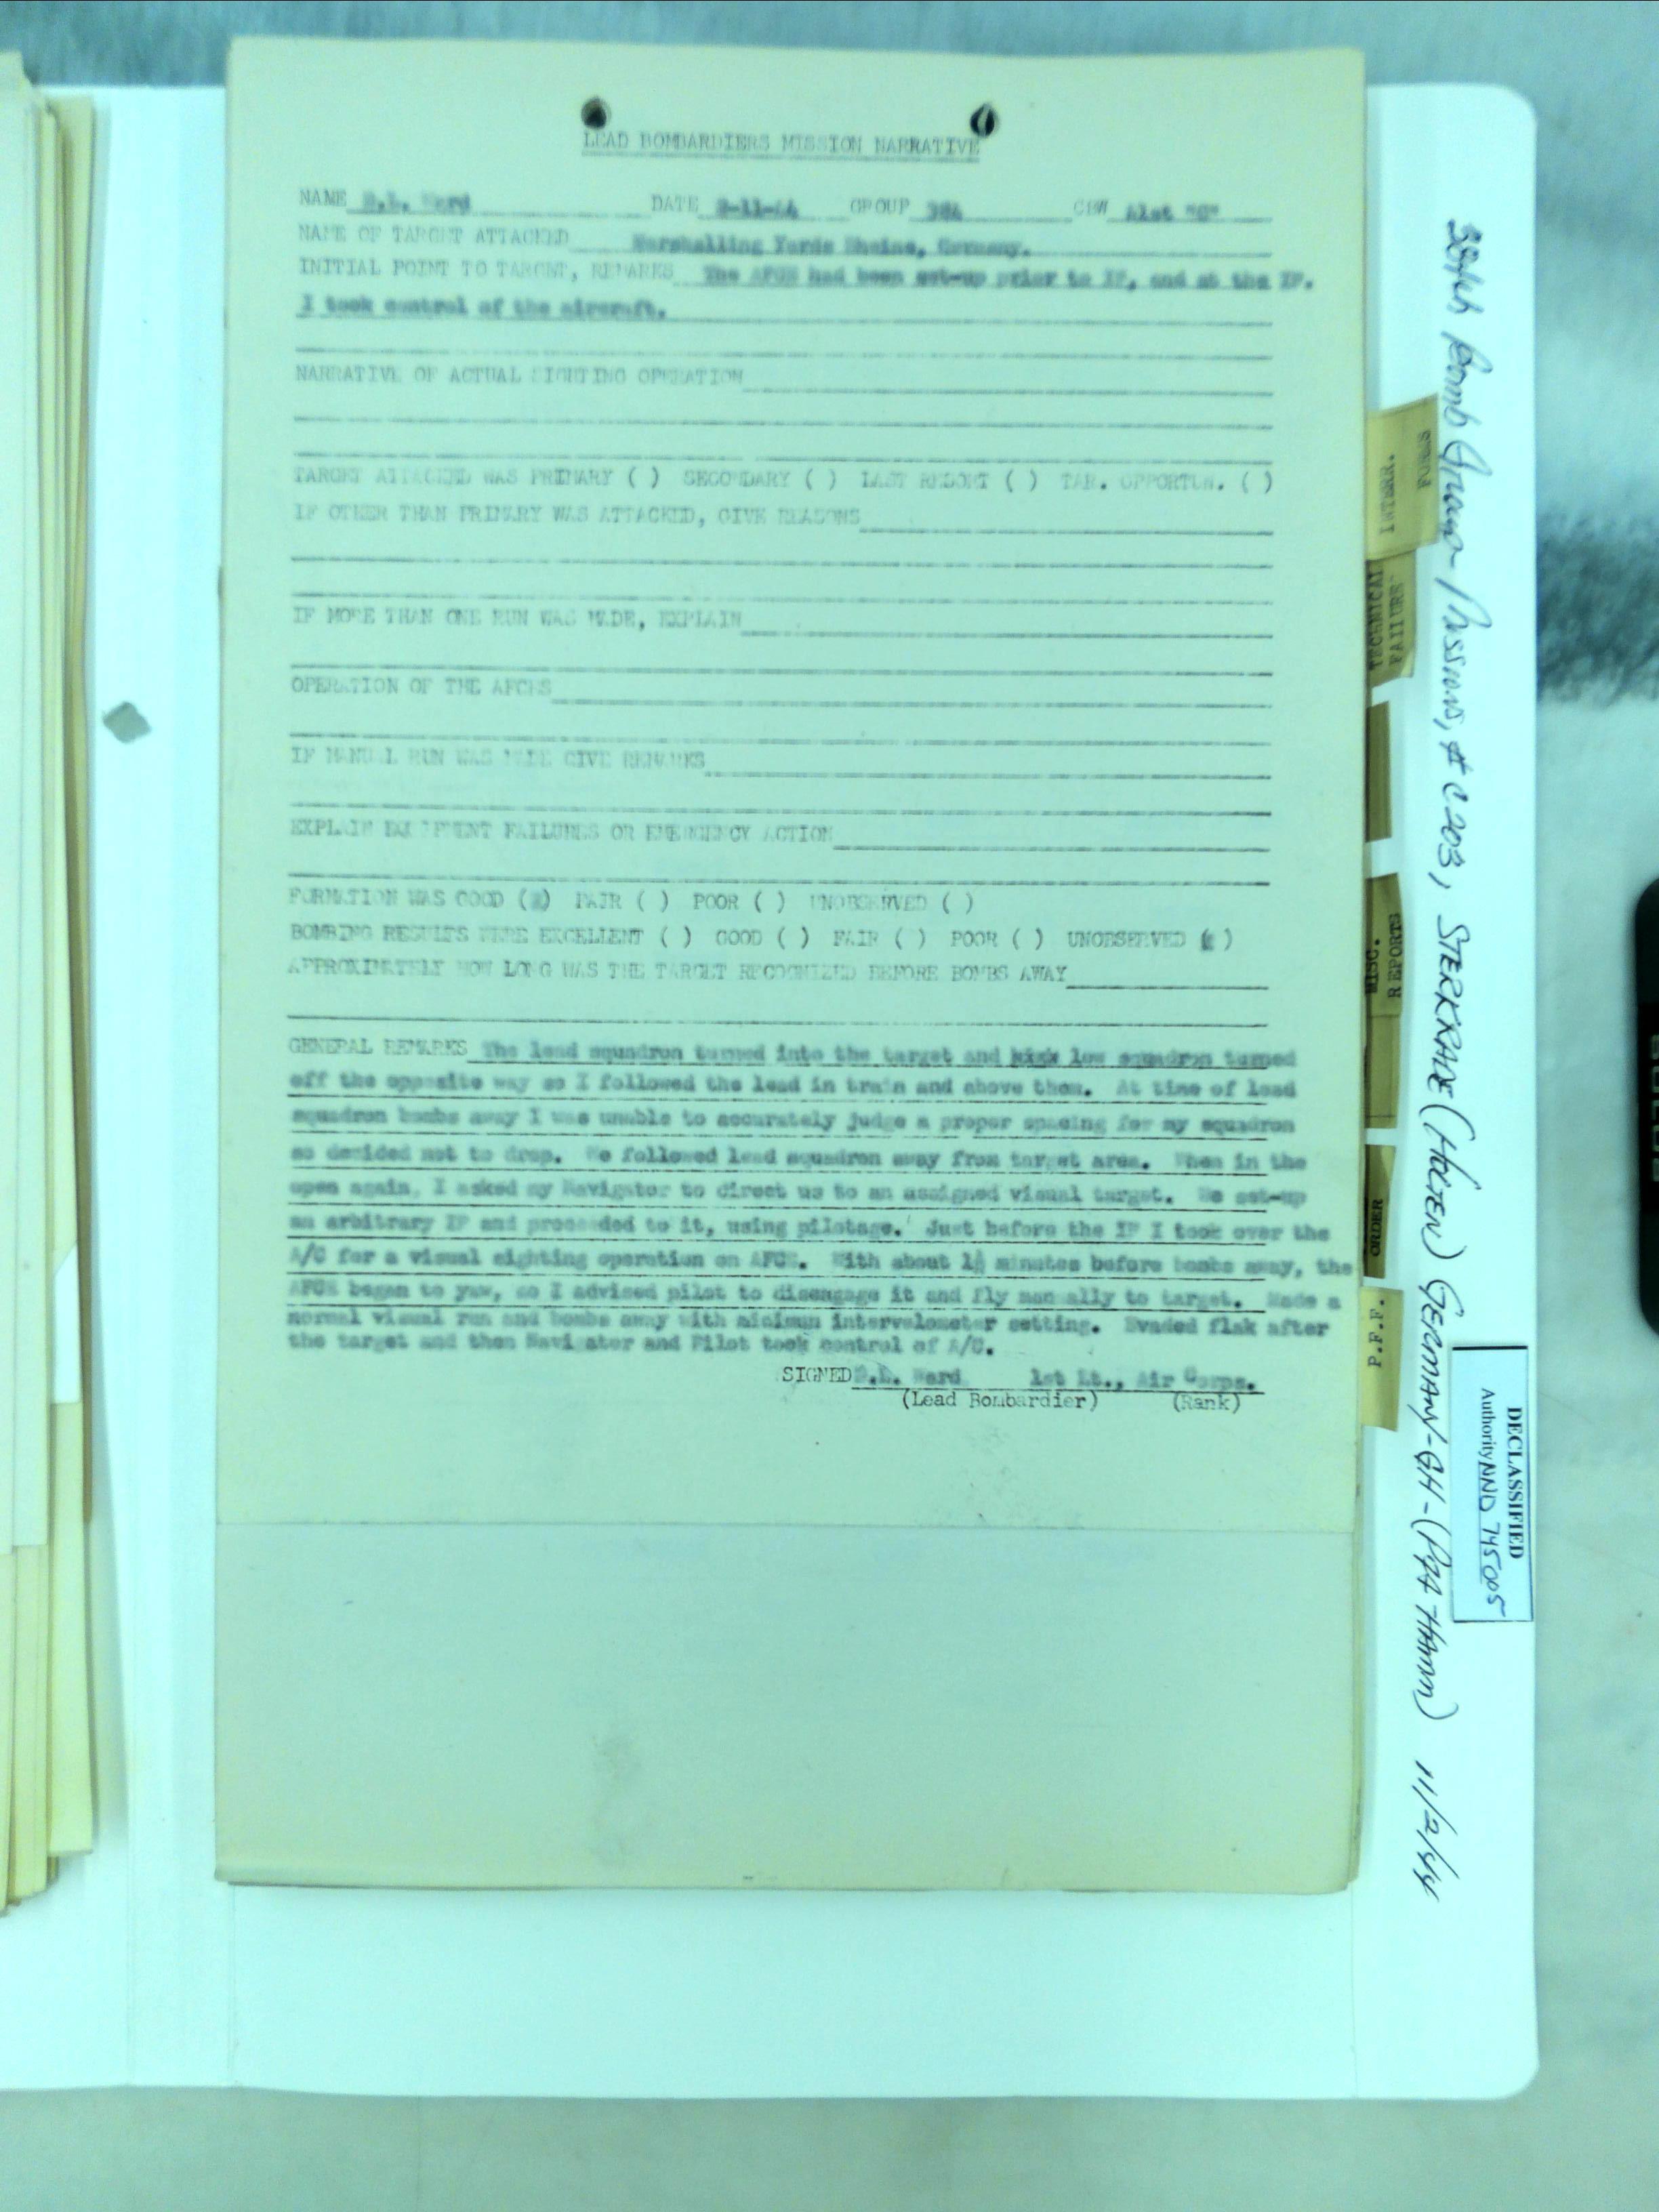 LEAD BOMBARDIERS MISSION NARRATIVE
NAME Ward DATE 2-11-44 GROUP 384 CBW 41st "C"
NAME OF TARGET ATTACKED Marshalling Yards Rheine, Germany.
INITIAL POINT TO TARGET, REMARKS The AFCE had been set-up prior to IP, and at the IP.
I took control of the aircraft.
NARRATIVE OF ACTUAL SIGHTING OPERATION
TARGET ATTACKED WAS PRIMARY ( ) SECONDARY ( ) LAST RESORT ( ) TAR. OPPORTUN. ( )
IF OTHER THAN PRIMARY WAS ATTACKED, GIVE REASONS
IF MORE THAN ONE RUN WAS MADE, EXPLAIN
OPERATION OF THE AFCES
IF MANUAL RUN WAS MADE GIVE REMARKS
EXPLAIN EQUIPMENT FAILURES OR EMERGENCY ACTION
FORMATION WAS GOOD (x) FAIR ( ) POOR ( ) UNOBSERVED ( )
BOMBING RESULTS WERE EXCELLENT ( ) GOOD ( ) FAIR ( ) POOR ( ) UNOBSERVED (x)
APPROXIMATELY HOW LONG WAS THE TARGET RECOGNIZED BEFORE BOMBS AWAY
GENERAL REMARKS The lead squadron turned into the target and high low squadron turned
off the opposite way so I followed the lead in train and above them. At time of lead
squadron bombs away I was unable to accurately judge a proper spacing for my squadron
so decided not to drop. We followed lead squadron away from target area. When in the
open again, I asked my Navigator to direct us to an assigned visual target. We set-up
an arbitrary IP and proceeded to it, using pilotage. Just before the IP I took over the
A/C for a visual sighting operation on AFCE. With about 1½ minutes before bombs away, the
AFCE began to yaw, so I advised pilot to disengage it and fly manually to target. Made a
normal visual run and bombs away with minimum intervalometer setting. Evaded flak after
the target and then Navigator and Pilot took control of A/C.
SIGNED Ward 1st Lt., Air Corps.
(Lead Bombardier) (Rank)
INTERR.
FORMS
TECHNICAL
FAILURE
MISC.
REPORTS
ORDER
P.F.F.
384th Bomb Group - Missions, # C-203, STERKRADE (HOLTEN) GERMANY-GH-(P94-HAMM) 11/2/44
DECLASSIFIED
Authority NND 745005